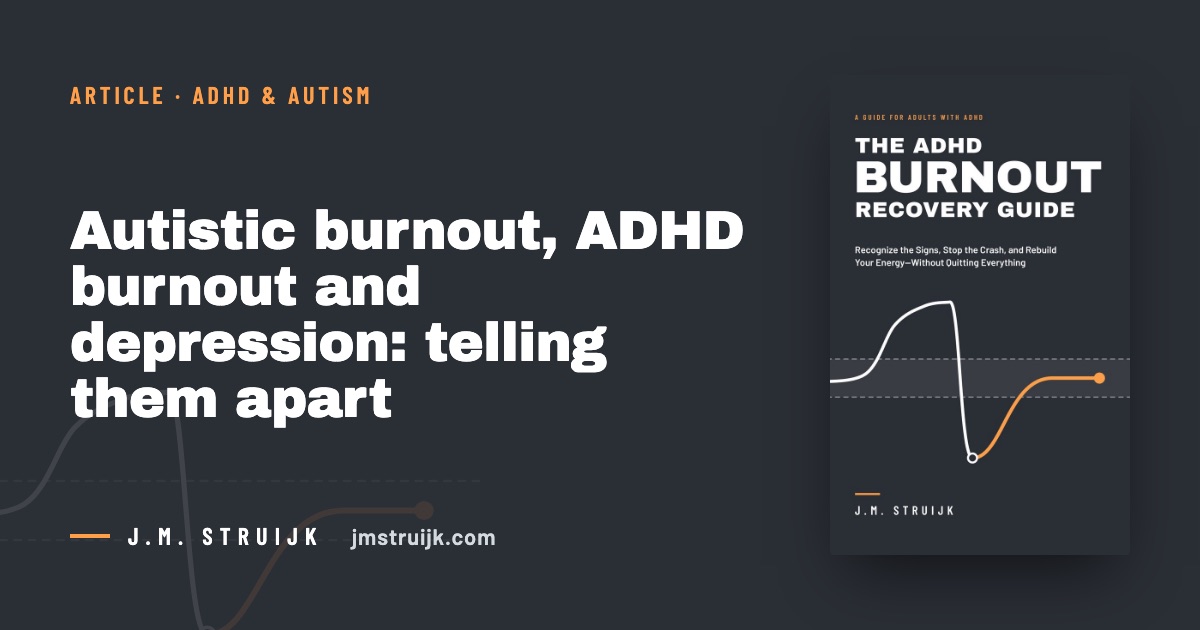 ARTICLE · ADHD & AUTISM
Autistic burnout, ADHD
burnout and
depression: telling
them apart
J.M. STRUIJK jmstruijk.com
A GUIDE FOR ADULTS WITH ADHD
THE ADHD
BURNOUT
RECOVERY GUIDE
Recognize the Signs, Stop the Crash, and Rebuild
Your Energy—Without Quitting Everything
J.M. STRUIJK